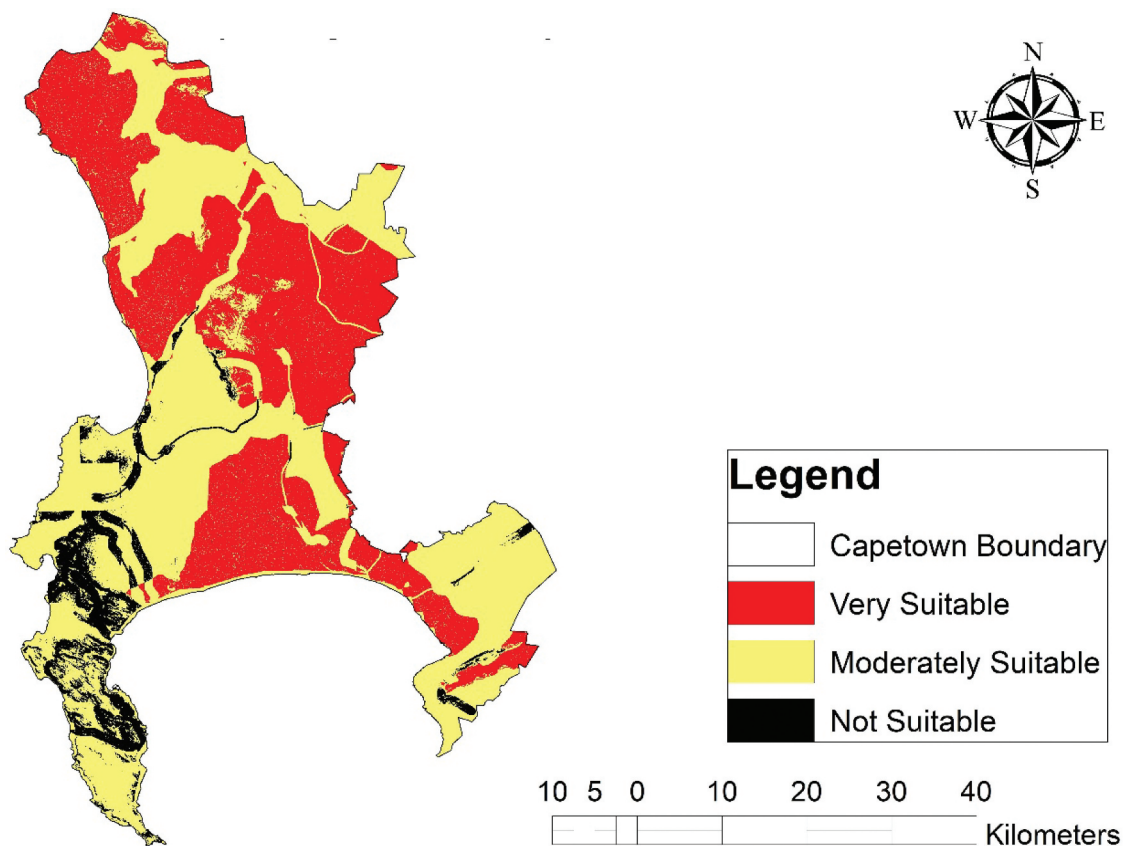 N
W E
S
Legend
Capetown Boundary
Very Suitable
Moderately Suitable
Not Suitable
10 5 0 10 20 30 40
Kilometers